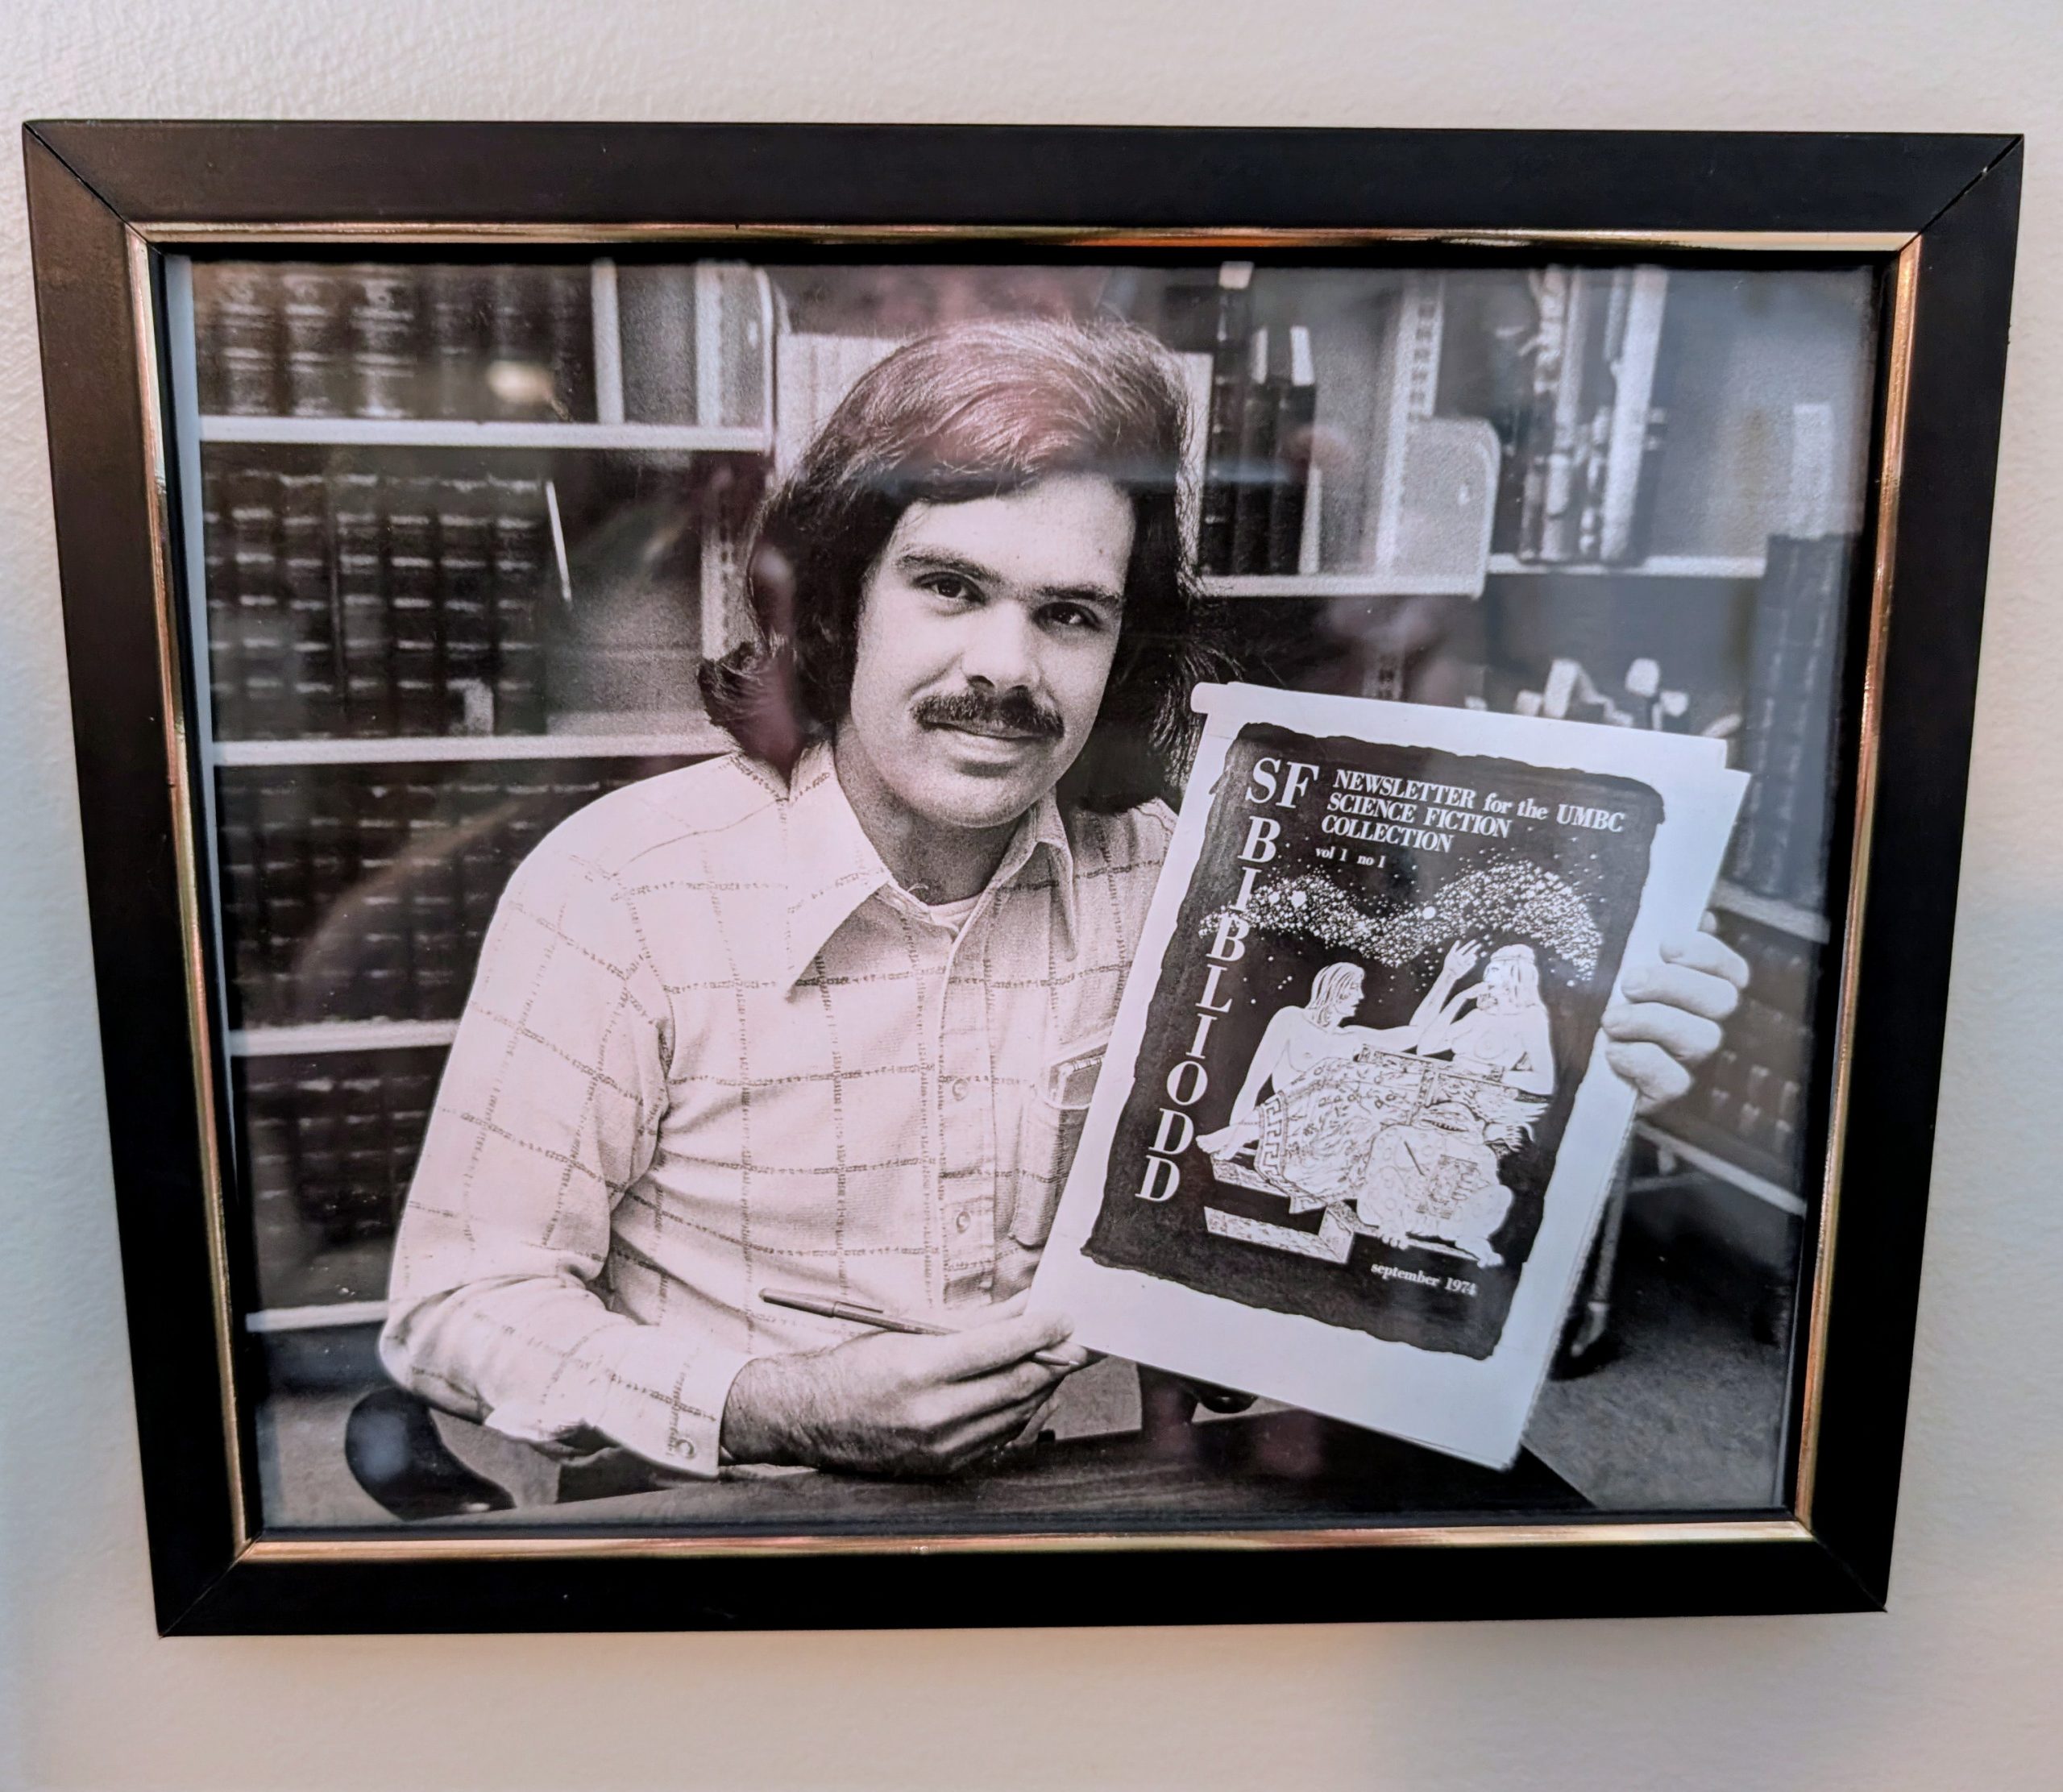 SF
NEWSLETTER for the UMBC
SCIENCE FICTION
COLLECTION
vol 1 no 1
BIBLIODD
september 1974